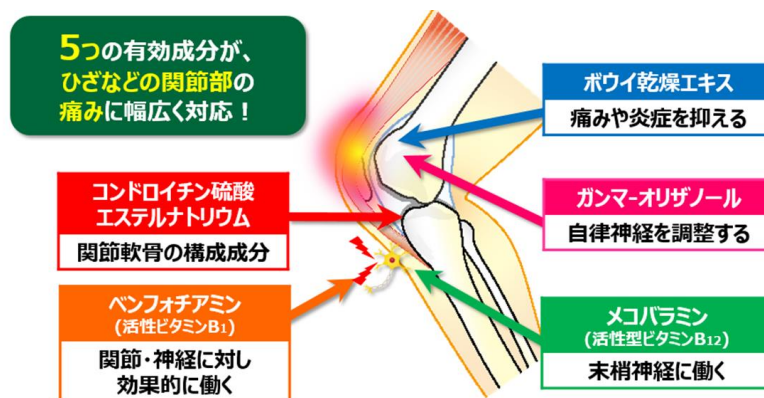 5つの有効成分が、
ひざなどの関節部の
痛みに幅広く対応！
ボウイ乾燥エキス
痛みや炎症を抑える
コンドロイチン硫酸
エステルナトリウム
関節軟骨の構成成分
ガンマ-オリザノール
自律神経を調整する
ベンフォチアミン
(活性ビタミンB1)
関節・神経に対し
効果的に働く
メコバラミン
(活性型ビタミンB12)
末梢神経に働く